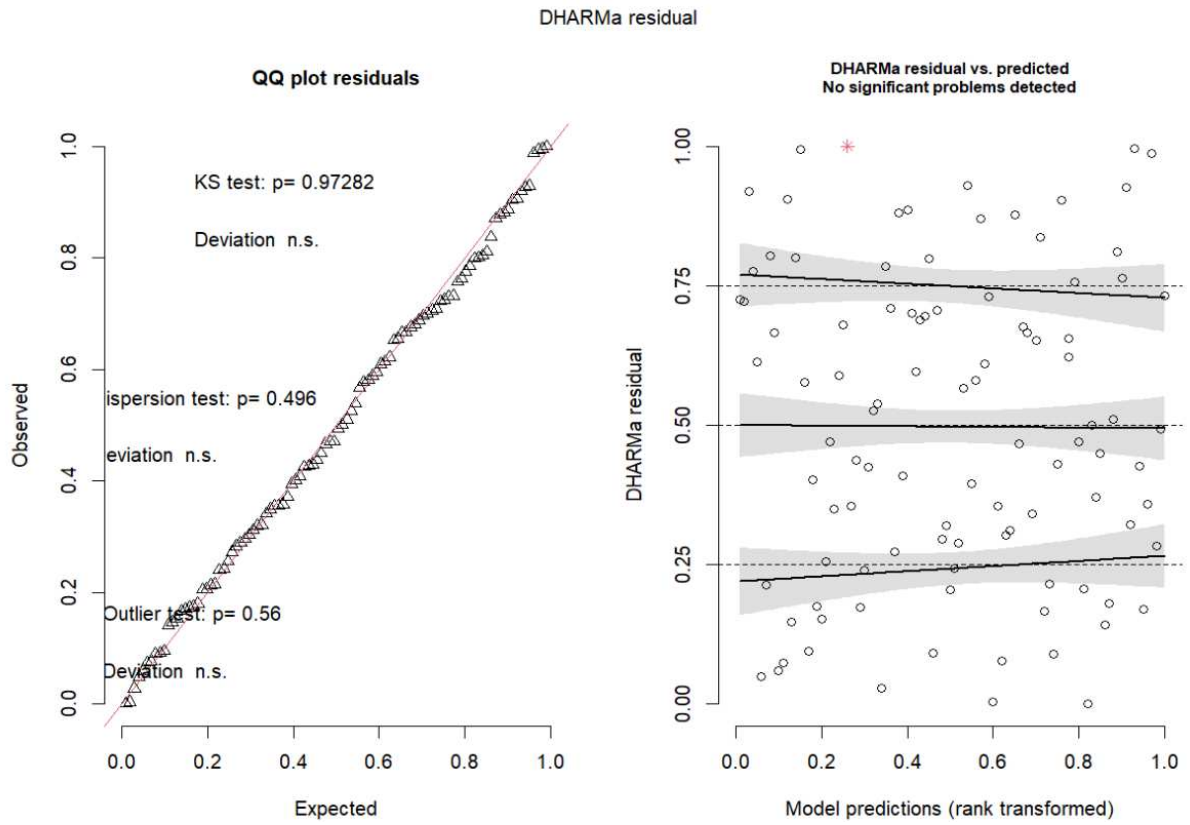 DHARMa residual
QQ plot residuals
KS test: p= 0.97282
Deviation n.s.
ispersion test: p= 0.496
eviation n.s.
Outlier test: p= 0.56
Deviation n.s.
Observed
0.0
0.2
0.4
0.6
0.8
1.0
0.0 0.2 0.4 0.6 0.8 1.0
Expected
DHARMa residual vs. predicted
No significant problems detected
DHARMa residual
0.00
0.25
0.50
0.75
1.00
0.0 0.2 0.4 0.6 0.8 1.0
Model predictions (rank transformed)